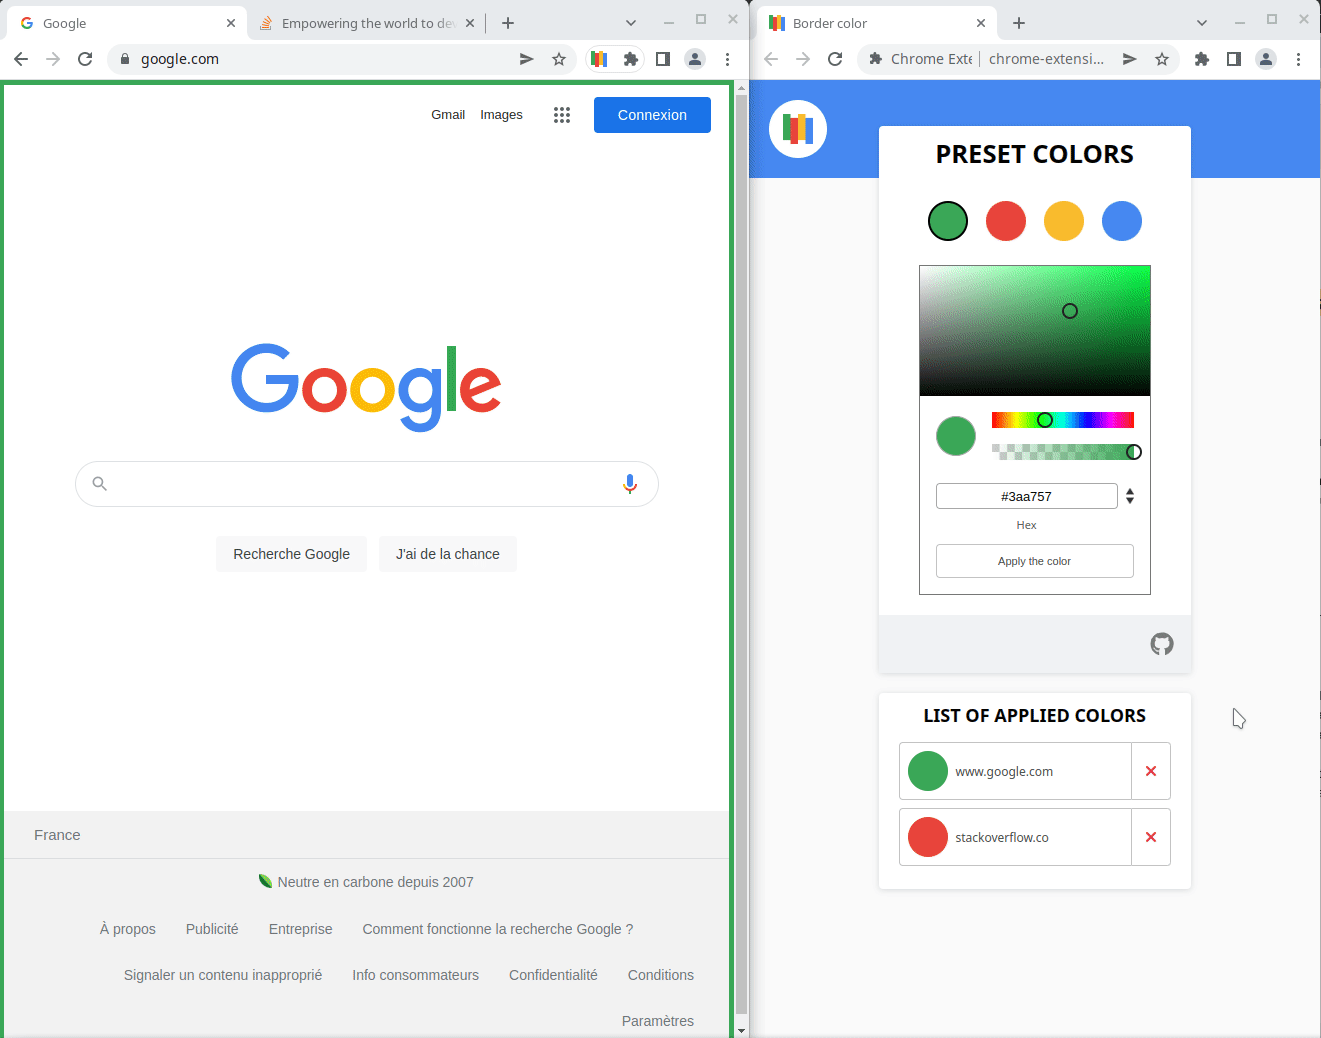 Google
Empowering the world to de
google.com
Gmail
Images
Connexion
Google
Recherche Google
J'ai de la chance
France
Neutre en carbone depuis 2007
À propos
Publicité
Entreprise
Comment fonctionne la recherche Google ?
Signaler un contenu inapproprié
Info consommateurs
Confidentialité
Conditions
Paramètres
Border color
Chrome Exte
chrome-extensi...
PRESET COLORS
#3aa757
Hex
Apply the color
LIST OF APPLIED COLORS
www.google.com
stackoverflow.co